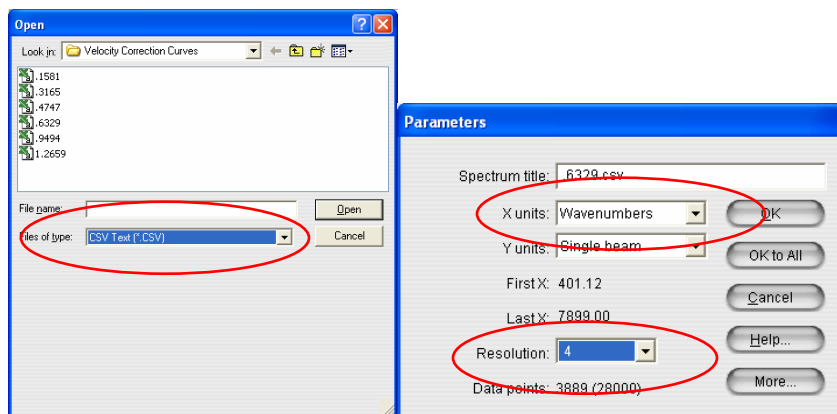 Open
Look in: Velocity Correction Curves
.1581
.3165
.4747
.6329
.9494
1.2659
File name: Open
Files of type: CSV Text (*.CSV) Cancel
Parameters
Spectrum title: .6329.csv
X units: Wavenumbers OK
Y units: Single beam OK to All
First X: 401.12
Last X: 7899.00 Cancel
Resolution: 4 Help...
Data points: 3889 (28000) More...